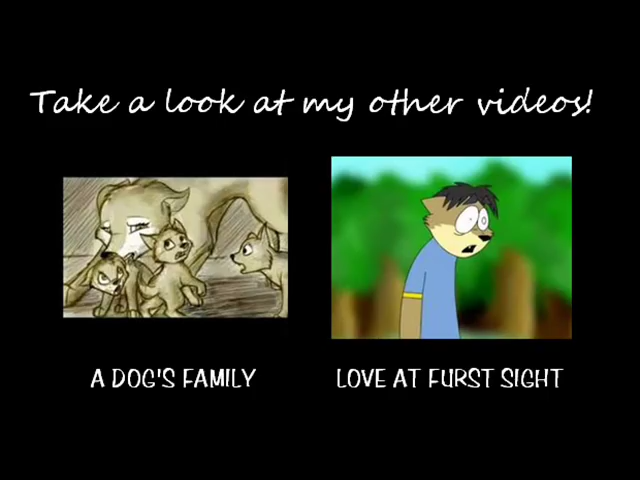 Take a look at my other videos!
A DOG'S FAMILY
LOVE AT FURST SIGHT